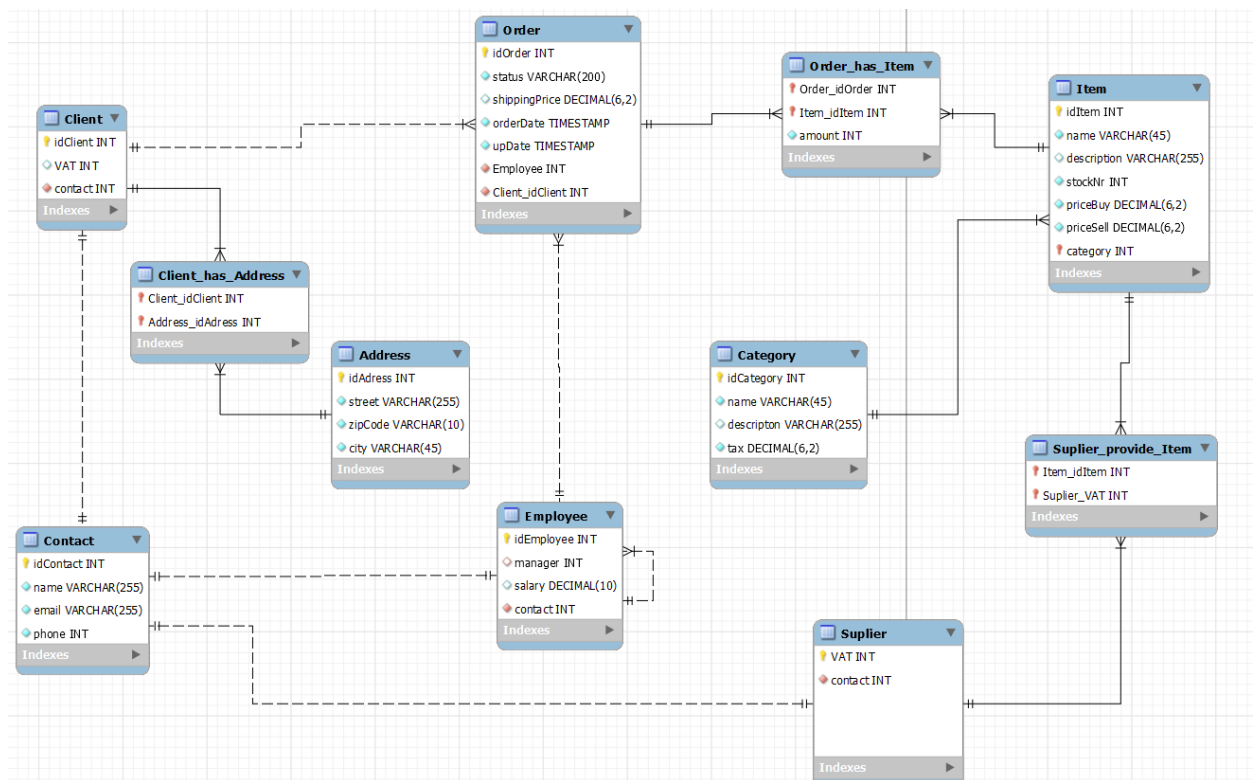 Order
idOrder INT
status VARCHAR(200)
shippingPrice DECIMAL(6,2)
orderDate TIMESTAMP
upDate TIMESTAMP
Employee INT
Client_idClient INT
Indexes
Order_has_Item
Order_idOrder INT
Item_idItem INT
amount INT
Indexes
Item
idItem INT
name VARCHAR(45)
description VARCHAR(255)
stockNr INT
priceBuy DECIMAL(6,2)
priceSell DECIMAL(6,2)
category INT
Indexes
Client
idClient INT
VAT INT
contact INT
Indexes
Client_has_Address
Client_idClient INT
Address_idAdress INT
Indexes
Address
idAdress INT
street VARCHAR(255)
zipCode VARCHAR(10)
city VARCHAR(45)
Indexes
Category
idCategory INT
name VARCHAR(45)
descripton VARCHAR(255)
tax DECIMAL(6,2)
Indexes
Suplier_provide_Item
Item_idItem INT
Suplier_VAT INT
Indexes
Contact
idContact INT
name VARCHAR(255)
email VARCHAR(255)
phone INT
Indexes
Employee
idEmployee INT
manager INT
salary DECIMAL(10)
contact INT
Indexes
Suplier
VAT INT
contact INT
Indexes